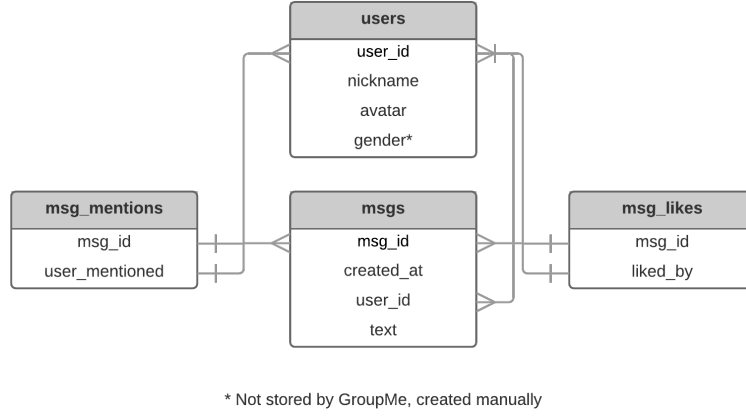 users
user_id
nickname
avatar
gender*
msg_mentions
msg_id
user_mentioned
msgs
msg_id
created_at
user_id
text
msg_likes
msg_id
liked_by
* Not stored by GroupMe, created manually